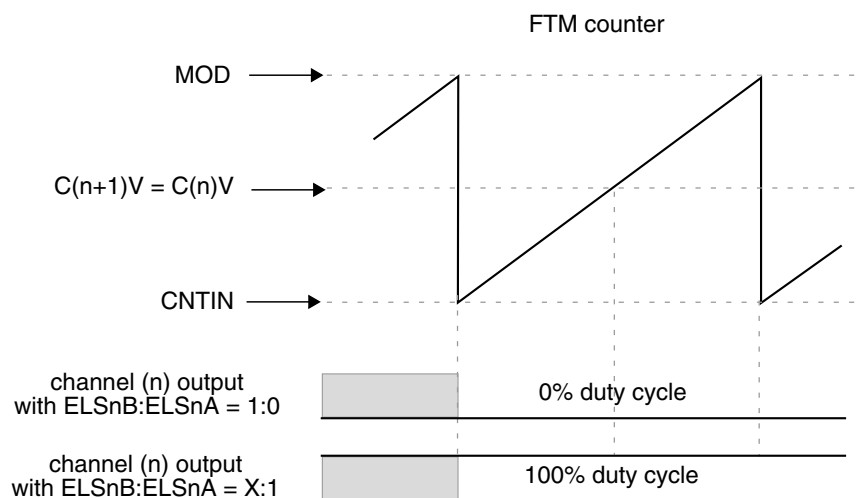 FTM counter
MOD
C(n+1)V = C(n)V
CNTIN
channel (n) output
with ELSnB:ELSnA = 1:0
0% duty cycle
channel (n) output
with ELSnB:ELSnA = X:1
100% duty cycle